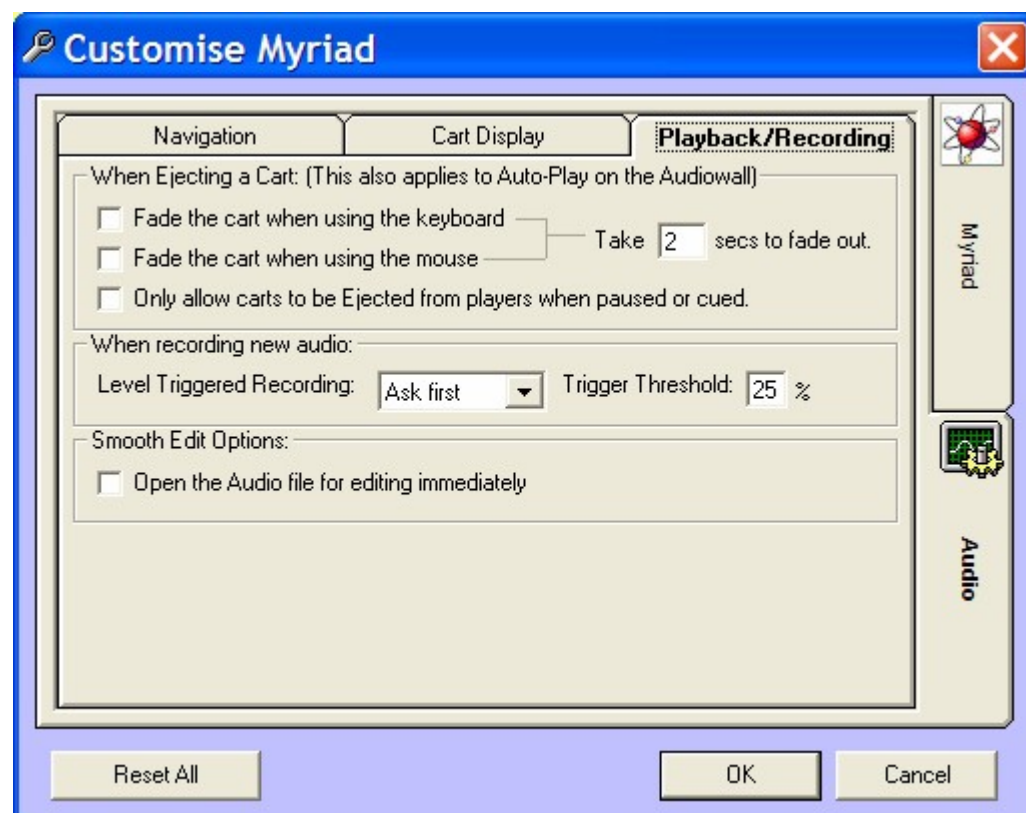 Customise Myriad
Navigation
Cart Display
Playback/Recording
When Ejecting a Cart: (This also applies to Auto-Play on the Audiowall)
Fade the cart when using the keyboard
Take 2 secs to fade out.
Fade the cart when using the mouse
Only allow carts to be Ejected from players when paused or cued.
When recording new audio:
Level Triggered Recording: Ask first Trigger Threshold: 25 %
Smooth Edit Options:
Open the Audio file for editing immediately
Myriad
Audio
Reset All
OK
Cancel